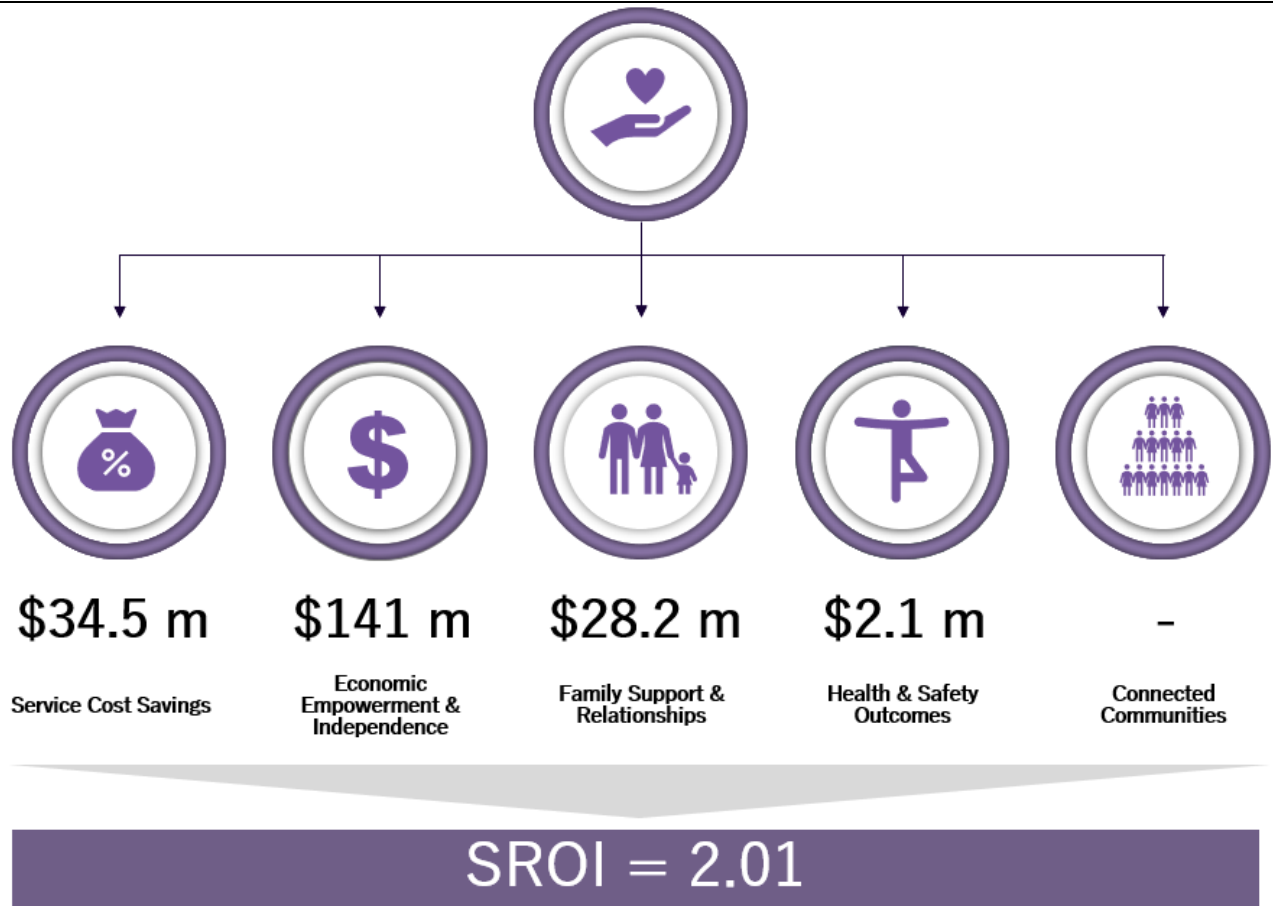 %
$
$34.5 m
$141 m
$28.2 m
$2.1 m
-
Service Cost Savings
Economic
Empowerment &
Independence
Family Support &
Relationships
Health & Safety
Outcomes
Connected
Communities
SROI = 2.01